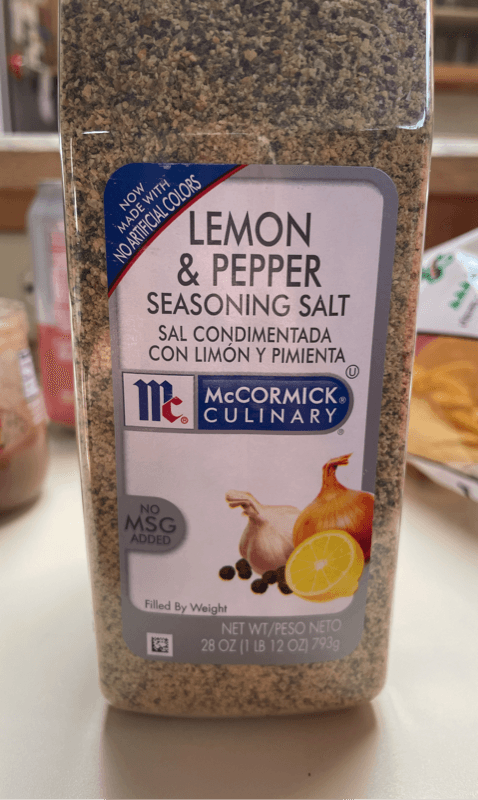 NOW
MADE WITH
NO ARTIFICIAL COLORS
LEMON
& PEPPER
SEASONING SALT
SAL CONDIMENTADA
CON LIMÓN Y PIMIENTA
U
Mc®
McCORMICK®
CULINARY®
NO
MSG
ADDED
Filled By Weight
NET WT/PESO NETO
28 OZ (1 LB 12 OZ) 793g